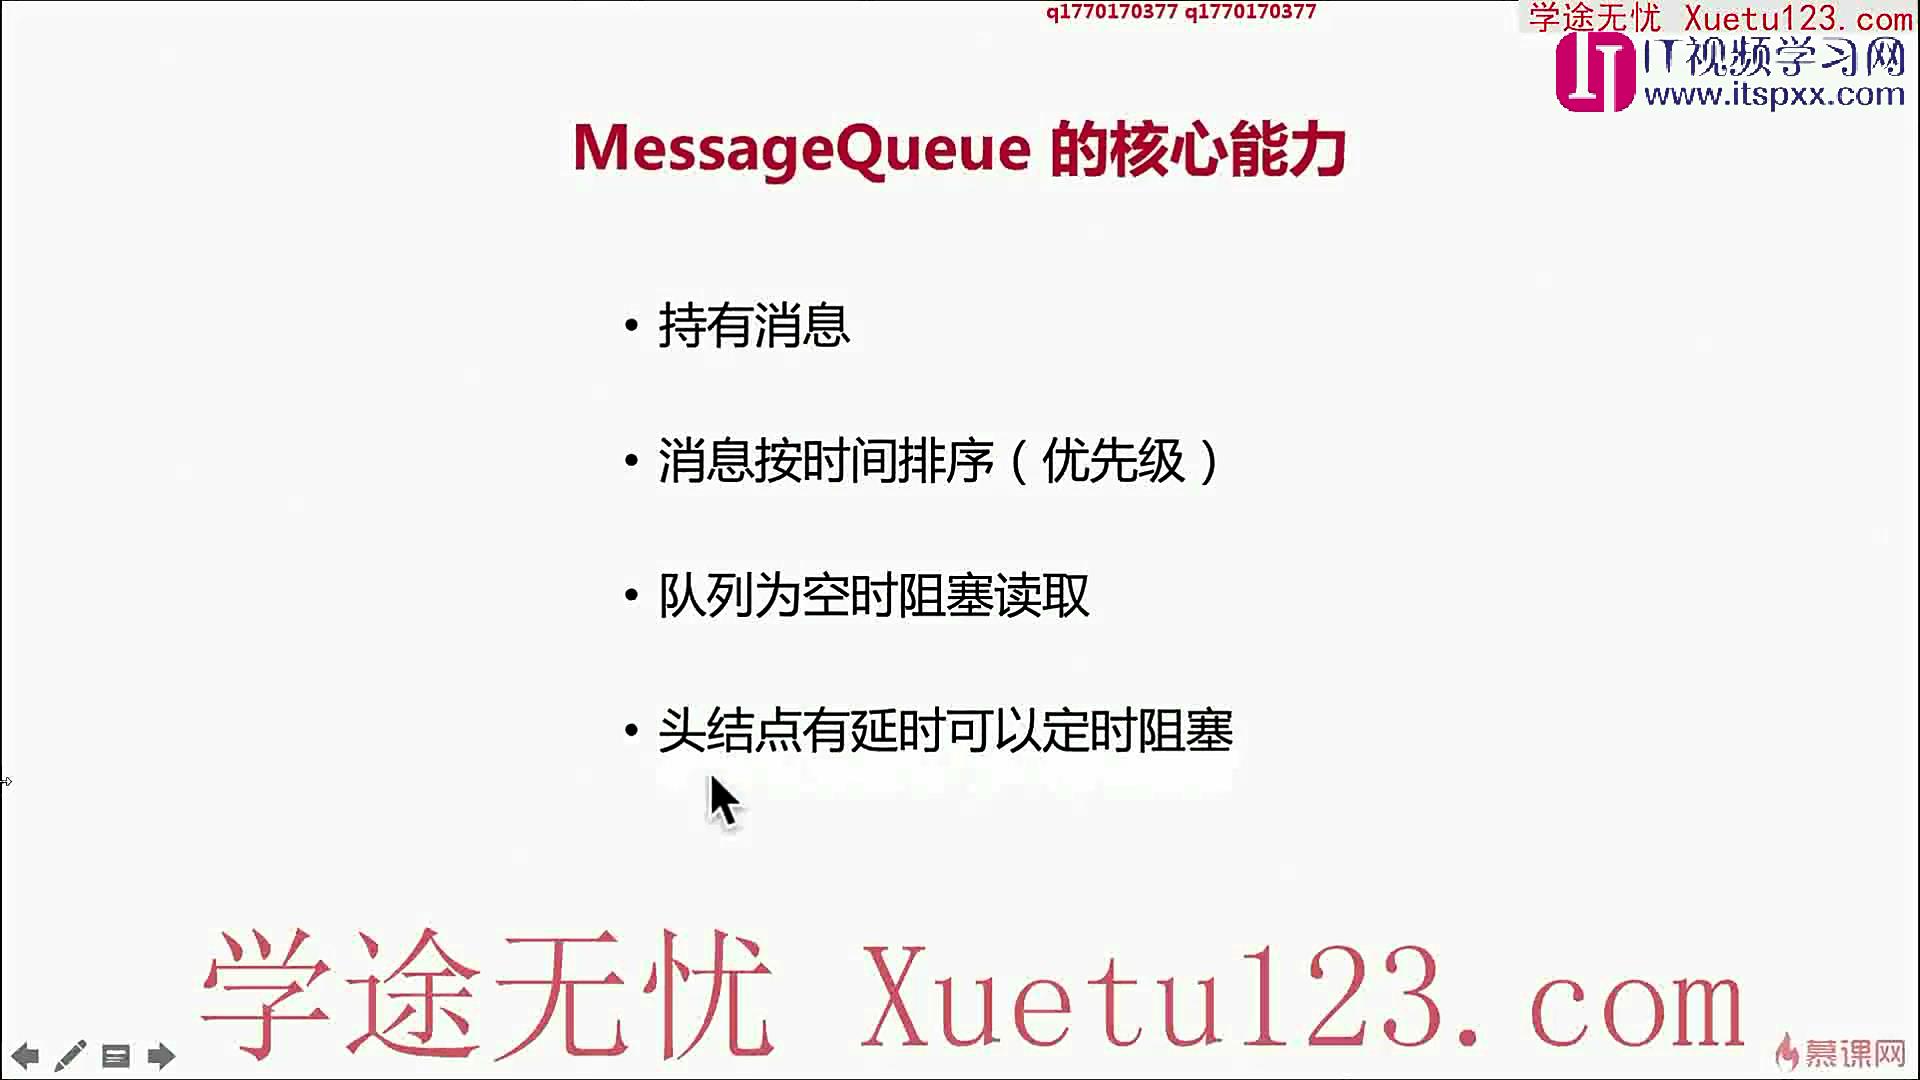 q1770170377 q1770170377
学途无忧 Xuetu123.com
IT视频学习网
www.itspxx.com
MessageQueue 的核心能力
• 持有消息
• 消息按时间排序（优先级）
• 队列为空时阻塞读取
• 头结点有延时可以定时阻塞
学途无忧 Xuetu123.com
慕课网